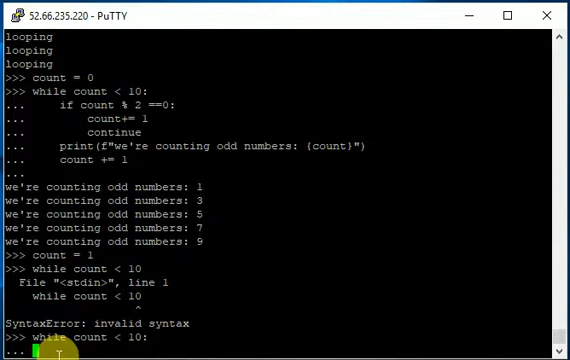 52.66.235.220 - PuTTY
looping
looping
looping
>>> count = 0
>>> while count < 10:
...     if count % 2 ==0:
...         count+= 1
...         continue
...     print(f"we're counting odd numbers: {count}")
...     count += 1
...
we're counting odd numbers: 1
we're counting odd numbers: 3
we're counting odd numbers: 5
we're counting odd numbers: 7
we're counting odd numbers: 9
>>> count = 1
>>> while count < 10
  File "<stdin>", line 1
    while count < 10
                   ^
SyntaxError: invalid syntax
>>> while count < 10:
...